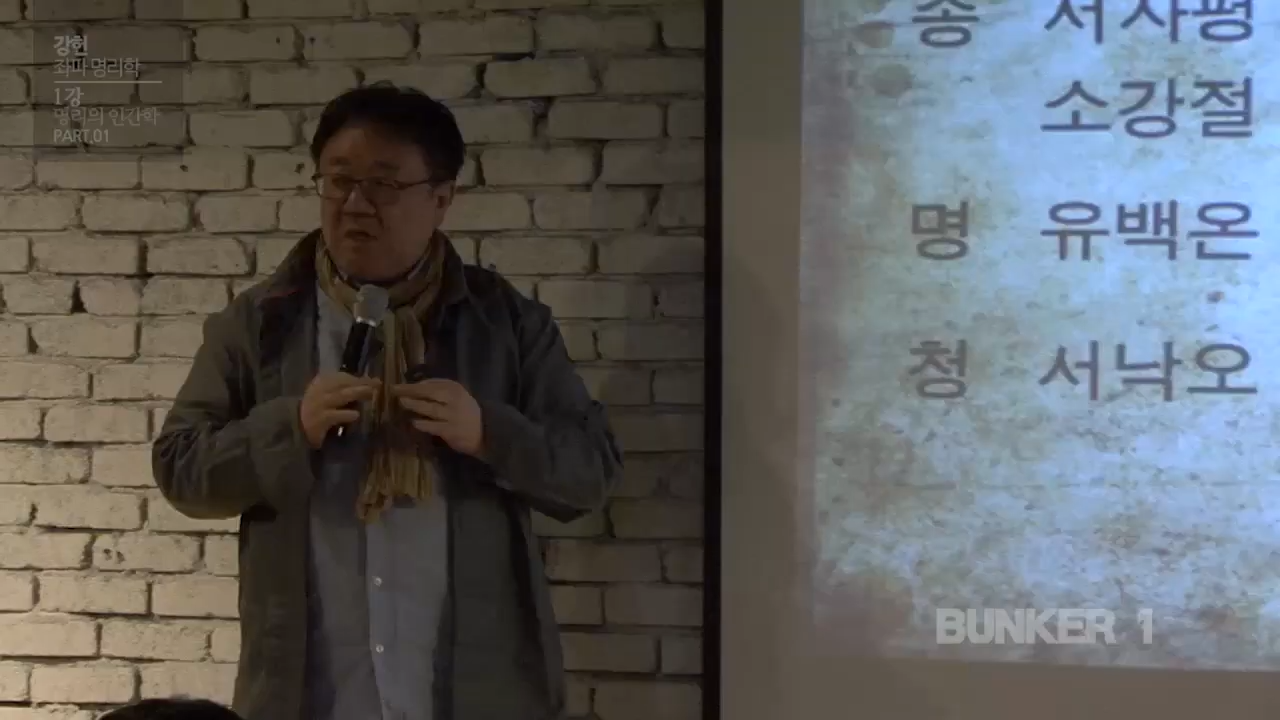 강헌
좌파 명리학
1강
명리의 인간학
PART.01
송 서자평
소강절
명 유백온
청 서낙오
BUNKER 1